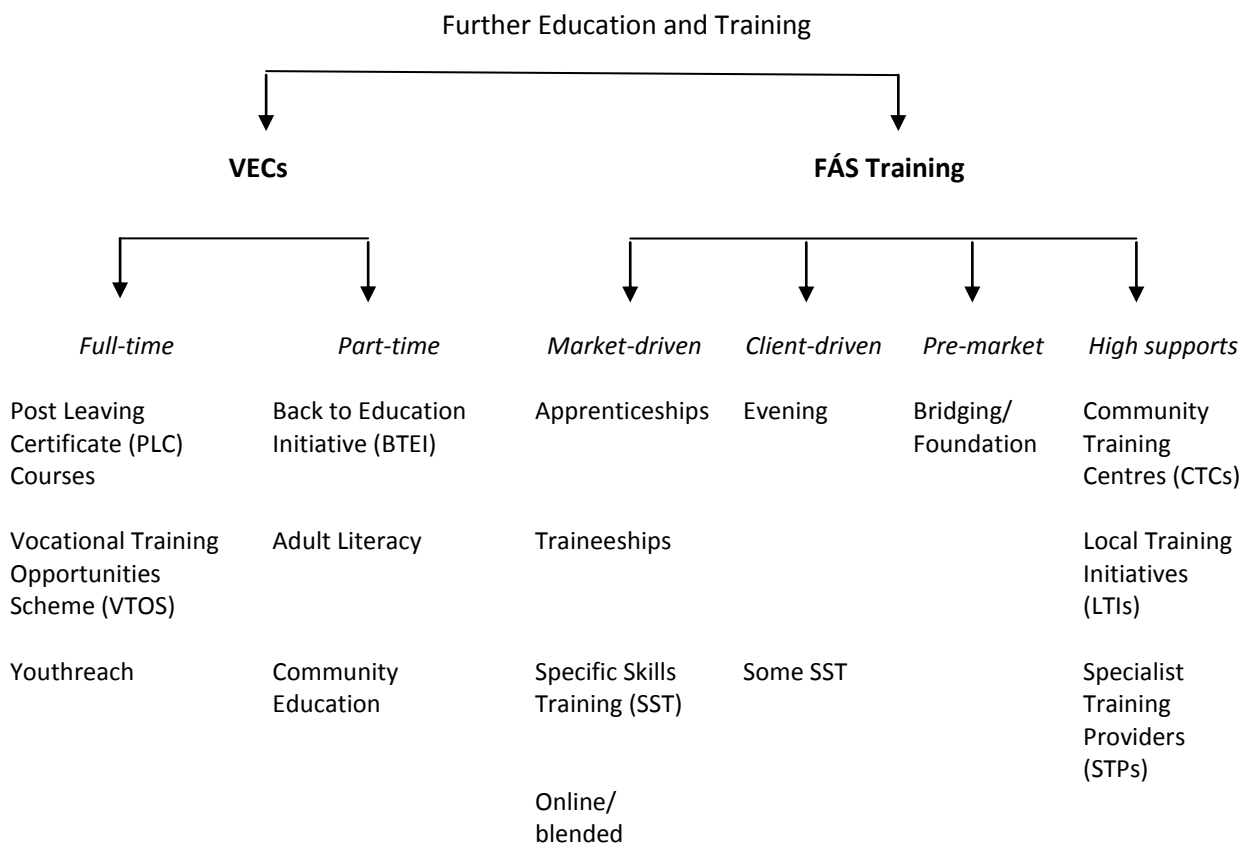 Further Education and Training
VECs
FÁS Training
Full-time
Part-time
Market-driven
Client-driven
Pre-market
High supports
Post Leaving
Certificate (PLC)
Courses
Back to Education
Initiative (BTEI)
Apprenticeships
Evening
Bridging/
Foundation
Community
Training
Centres (CTCs)
Vocational Training
Opportunities
Scheme (VTOS)
Adult Literacy
Traineeships
Local Training
Initiatives
(LTIs)
Youthreach
Community
Education
Specific Skills
Training (SST)
Some SST
Specialist
Training
Providers
(STPs)
Online/
blended